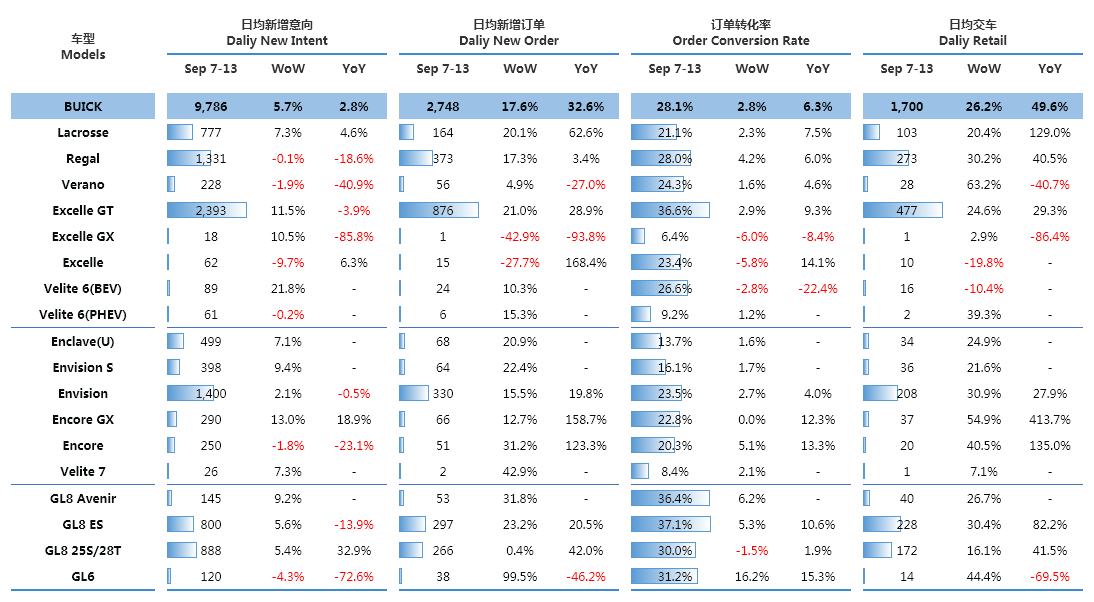 车型
Models
日均新增意向
Daliy New Intent
日均新增订单
Daliy New Order
订单转化率
Order Conversion Rate
日均交车
Daliy Retail
Sep 7-13 WoW YoY Sep 7-13 WoW YoY Sep 7-13 WoW YoY Sep 7-13 WoW YoY
BUICK 9,786 5.7% 2.8% 2,748 17.6% 32.6% 28.1% 2.8% 6.3% 1,700 26.2% 49.6%
Lacrosse 777 7.3% 4.6% 164 20.1% 62.6% 21.1% 2.3% 7.5% 103 20.4% 129.0%
Regal 1,331 -0.1% -18.6% 373 17.3% 3.4% 28.0% 4.2% 6.0% 273 30.2% 40.5%
Verano 228 -1.9% -40.9% 56 4.9% -27.0% 24.3% 1.6% 4.6% 28 63.2% -40.7%
Excelle GT 2,393 11.5% -3.9% 876 21.0% 28.9% 36.6% 2.9% 9.3% 477 24.6% 29.3%
Excelle GX 18 10.5% -85.8% 1 -42.9% -93.8% 6.4% -6.0% -8.4% 1 2.9% -86.4%
Excelle 62 -9.7% 6.3% 15 -27.7% 168.4% 23.4% -5.8% 14.1% 10 -19.8% -
Velite 6(BEV) 89 21.8% - 24 10.3% - 26.6% -2.8% -22.4% 16 -10.4% -
Velite 6(PHEV) 61 -0.2% - 6 15.3% - 9.2% 1.2% - 2 39.3% -
Enclave(U) 499 7.1% - 68 20.9% - 13.7% 1.6% - 34 24.9% -
Envision S 398 9.4% - 64 22.4% - 16.1% 1.7% - 36 21.6% -
Envision 1,400 2.1% -0.5% 330 15.5% 19.8% 23.5% 2.7% 4.0% 208 30.9% 27.9%
Encore GX 290 13.0% 18.9% 66 12.7% 158.7% 22.8% 0.0% 12.3% 37 54.9% 413.7%
Encore 250 -1.8% -23.1% 51 31.2% 123.3% 20.3% 5.1% 13.3% 20 40.5% 135.0%
Velite 7 26 7.3% - 2 42.9% - 8.4% 2.1% - 1 7.1% -
GL8 Avenir 145 9.2% - 53 31.8% - 36.4% 6.2% - 40 26.7% -
GL8 ES 800 5.6% -13.9% 297 23.2% 20.5% 37.1% 5.3% 10.6% 228 30.4% 82.2%
GL8 25S/28T 888 5.4% 32.9% 266 0.4% 42.0% 30.0% -1.5% 1.9% 172 16.1% 41.5%
GL6 120 -4.3% -72.6% 38 99.5% -46.2% 31.2% 16.2% 15.3% 14 44.4% -69.5%